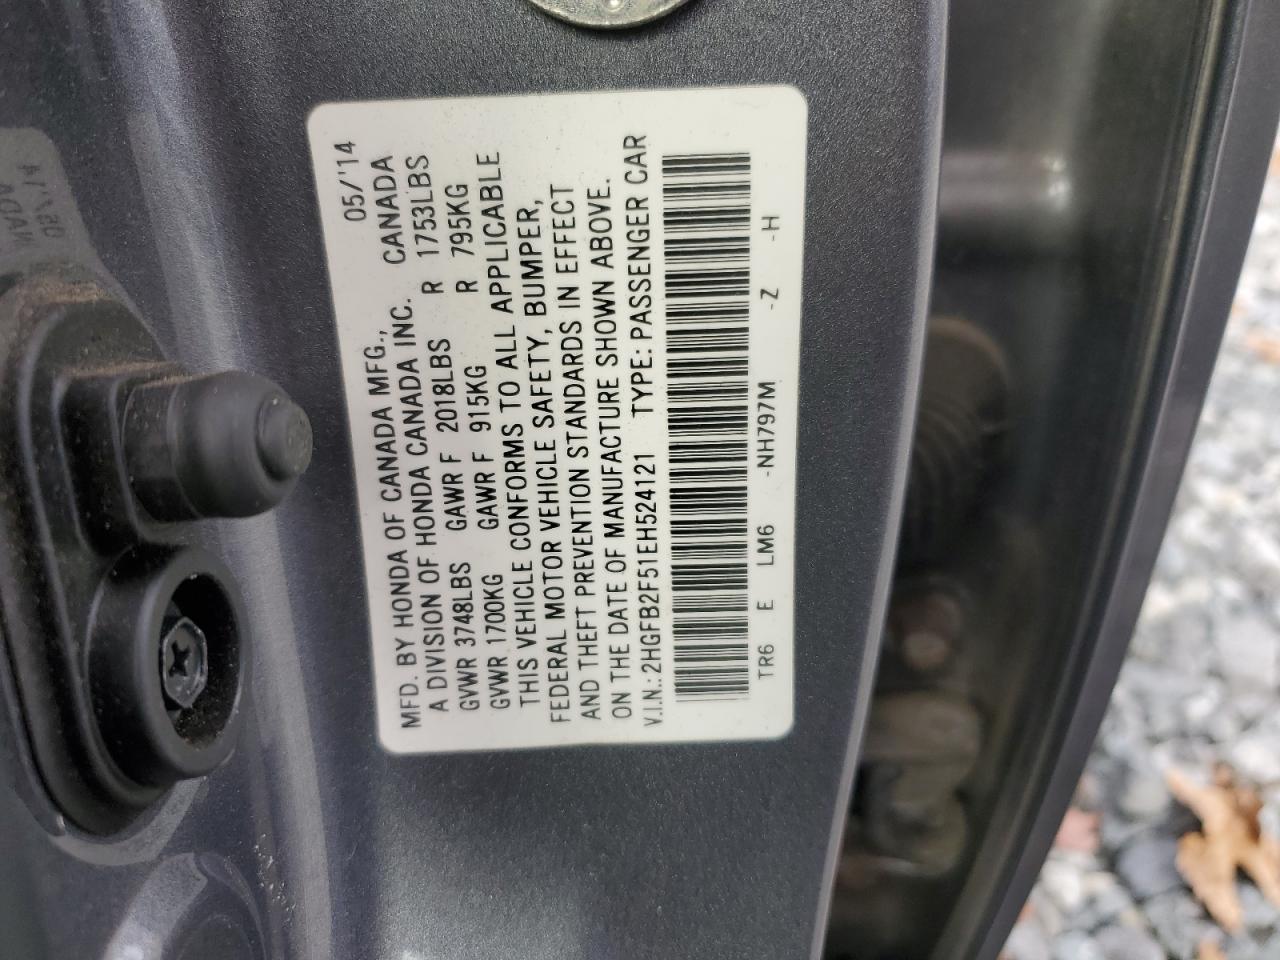 05/'14
MFD. BY HONDA OF CANADA MFG.,
A DIVISION OF HONDA CANADA INC. CANADA
GVWR 3748LBS GAWR F 2018LBS R 1753LBS
GVWR 1700KG GAWR F 915KG R 795KG
THIS VEHICLE CONFORMS TO ALL APPLICABLE
FEDERAL MOTOR VEHICLE SAFETY, BUMPER,
AND THEFT PREVENTION STANDARDS IN EFFECT
ON THE DATE OF MANUFACTURE SHOWN ABOVE.
V.I.N.: 2HGFB2F51EH524121 TYPE: PASSENGER CAR
TR6 E LM6 -NH797M -Z -H